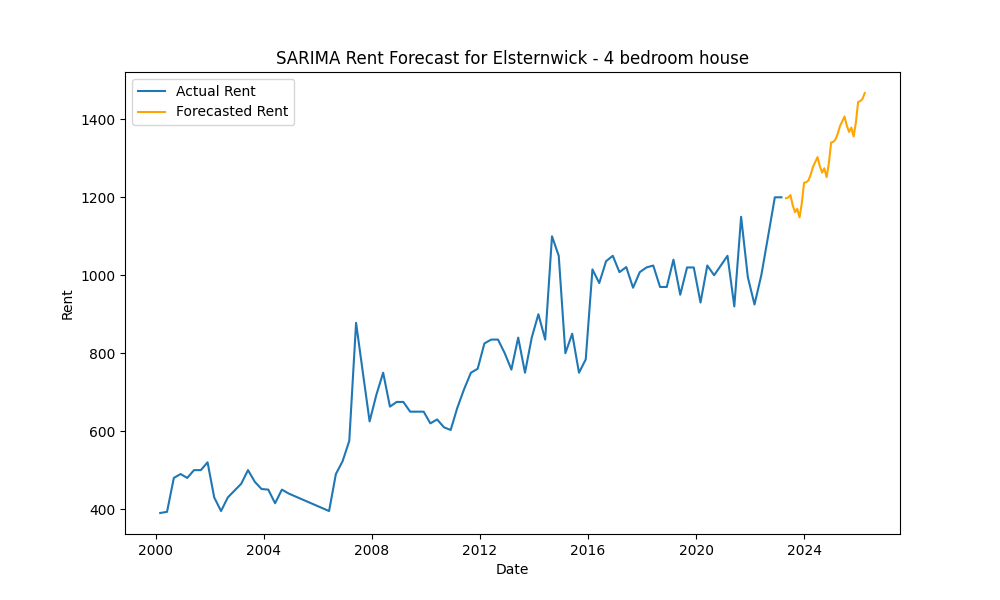 SARIMA Rent Forecast for Elsternwick - 4 bedroom house
Actual Rent
Forecasted Rent
1400
1200
1000
800
600
400
Rent
2000 2004 2008 2012 2016 2020 2024
Date